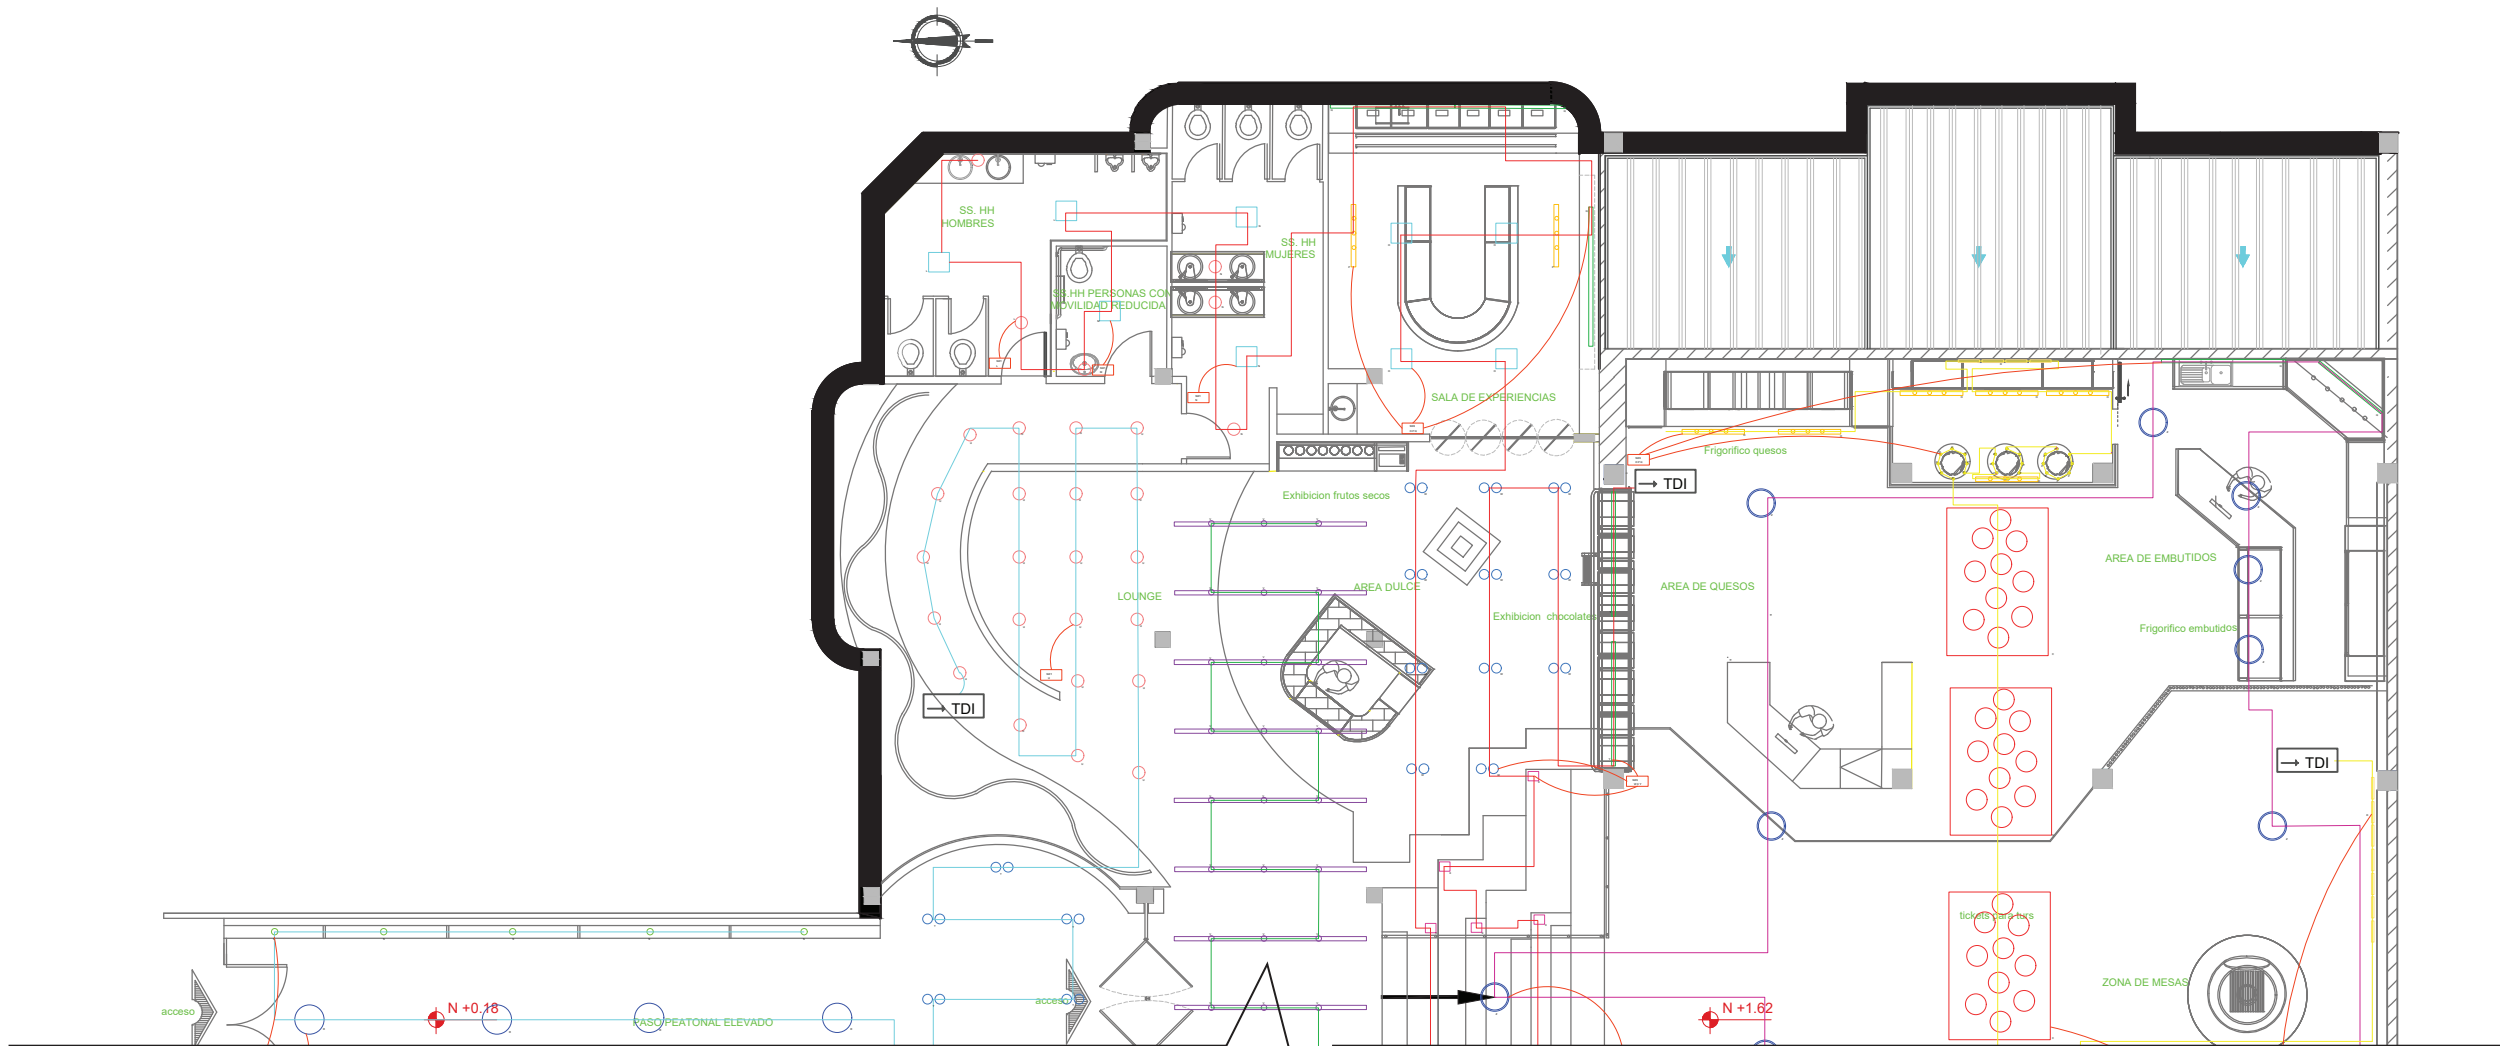 SS. HH
HOMBRES
SS. HH
MUJERES
SS.HH PERSONAS CON
MOVILIDAD REDUCIDA
SALA DE EXPERIENCIAS
Frigorifico quesos
TDI
Exhibicion frutos secos
AREA DE EMBUTIDOS
AREA DULCE
AREA DE QUESOS
LOUNGE
Exhibicion chocolates
Frigorifico embutidos
TDI
TDI
tickets para turs
ZONA DE MESAS
acceso
acceso
N +0.18
N +1.62
PASO PEATONAL ELEVADO